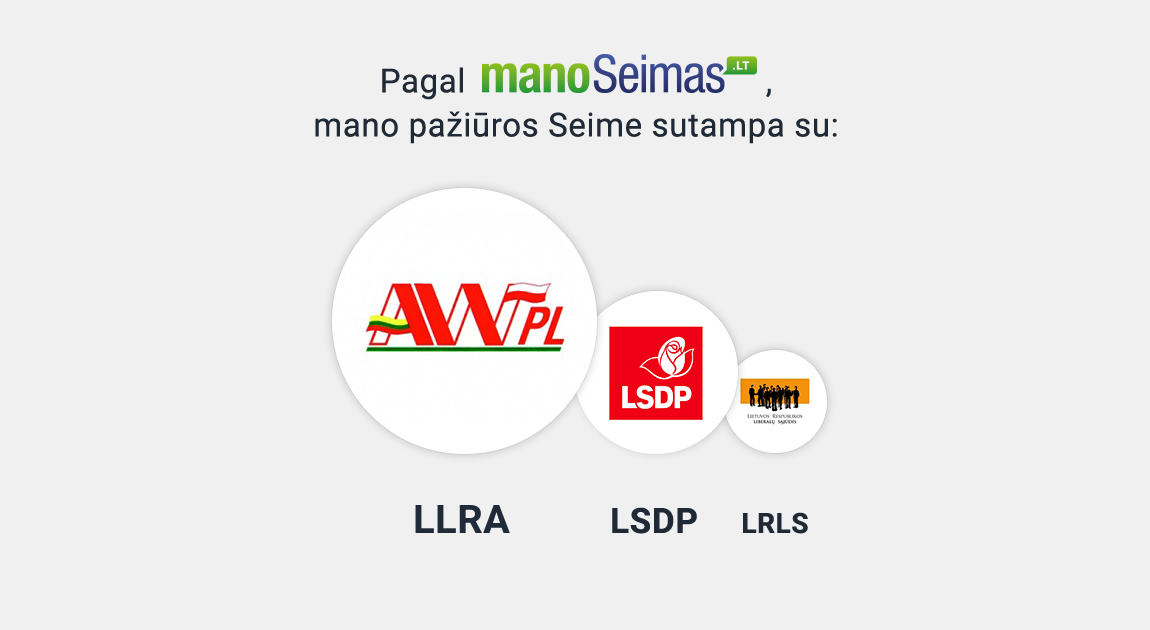 Pagal manoSeimas.LT ,
mano pažiūros Seime sutampa su:
AWPL
LSDP
LIETUVOS RESPUBLIKOS
LIBERALŲ SĄJŪDIS
LLRA LSDP LRLS